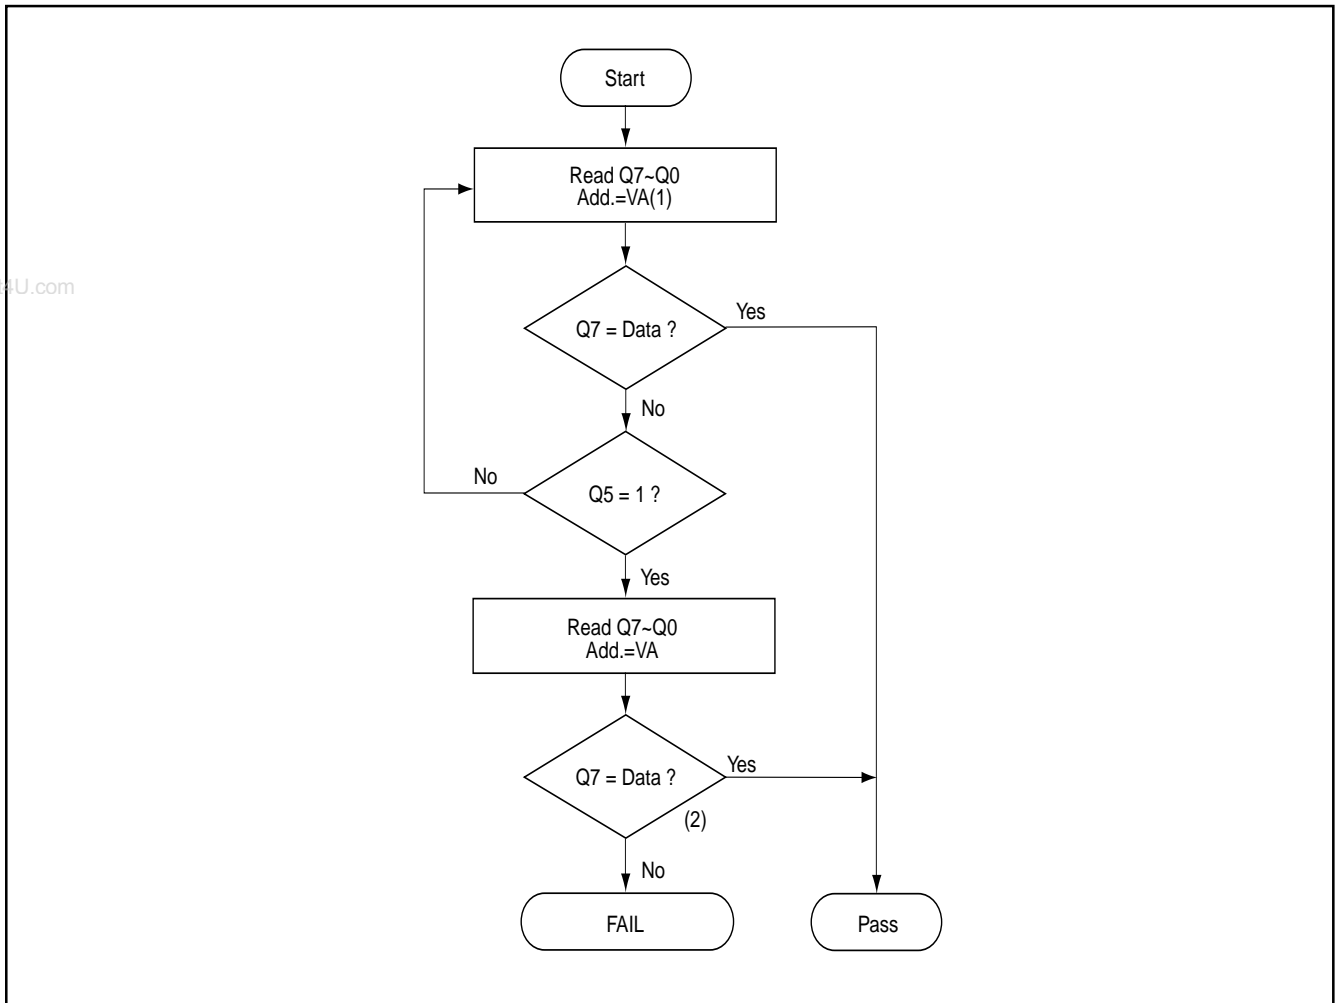 Start
Read Q7~Q0
Add.=VA(1)
4U.com
Q7 = Data ?
Yes
No
No
Q5 = 1 ?
Yes
Read Q7~Q0
Add.=VA
Q7 = Data ?
Yes
(2)
No
FAIL
Pass